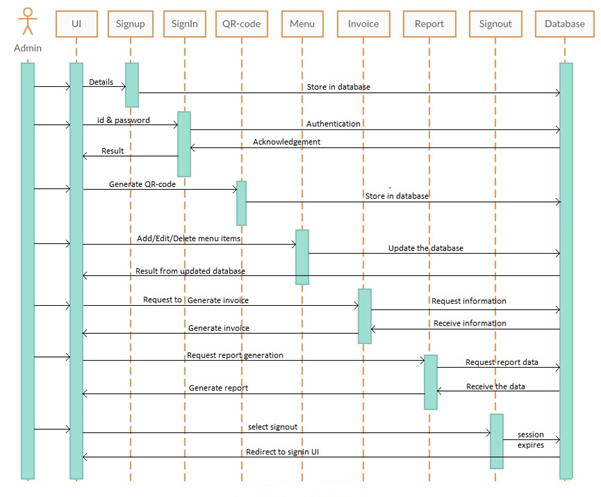 Admin
UI
Signup
SignIn
QR-code
Menu
Invoice
Report
Signout
Database
Details
Store in database
id & password
Authentication
Acknowledgement
Result
Generate QR-code
Store in database
Add/Edit/Delete menu items
Update the database
Result from updated database
Request to Generate invoice
Request information
Receive information
Generate invoice
Request report generation
Request report data
Receive the data
Generate report
select signout
session
expires
Redirect to signin UI